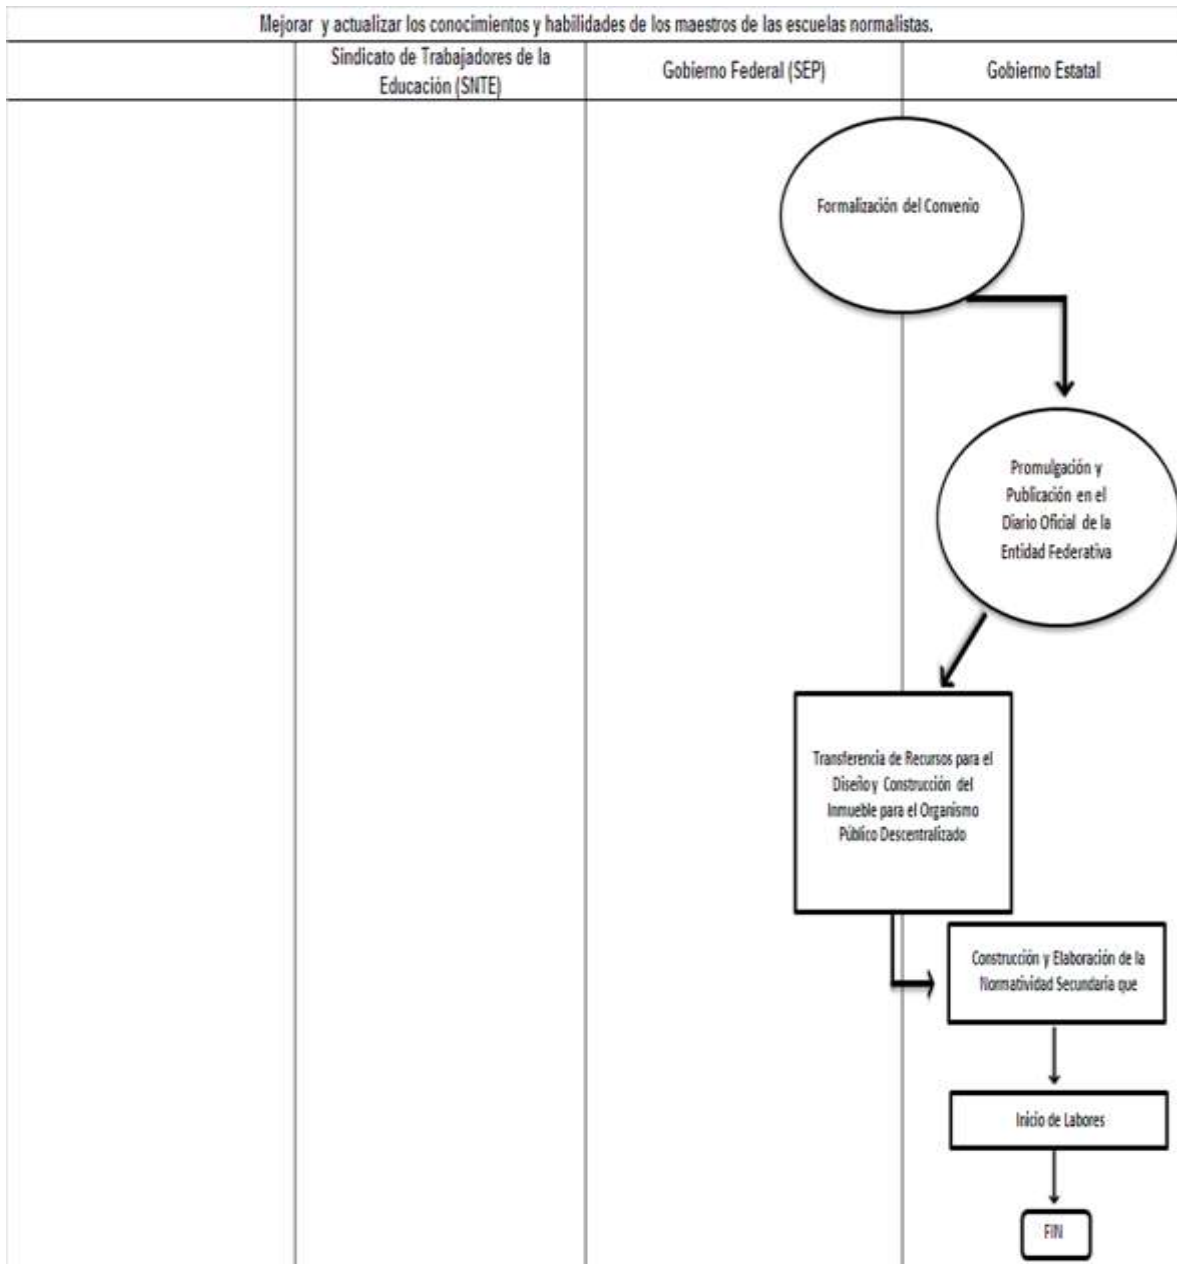 Mejorar y actualizar los conocimientos y habilidades de los maestros de las escuelas normalistas.
Sindicato de Trabajadores de la
Educación (SNTE)
Gobierno Federal (SEP)
Gobierno Estatal
Formalización del Convenio
Promulgación y
Publicación en el
Diario Oficial de la
Entidad Federativa
Transferencia de Recursos para el
Diseño y Construcción del
Inmueble para el Organismo
Público Descentralizado
Construcción y Elaboración de la
Normatividad Secundaria que
Inicio de Labores
FIN